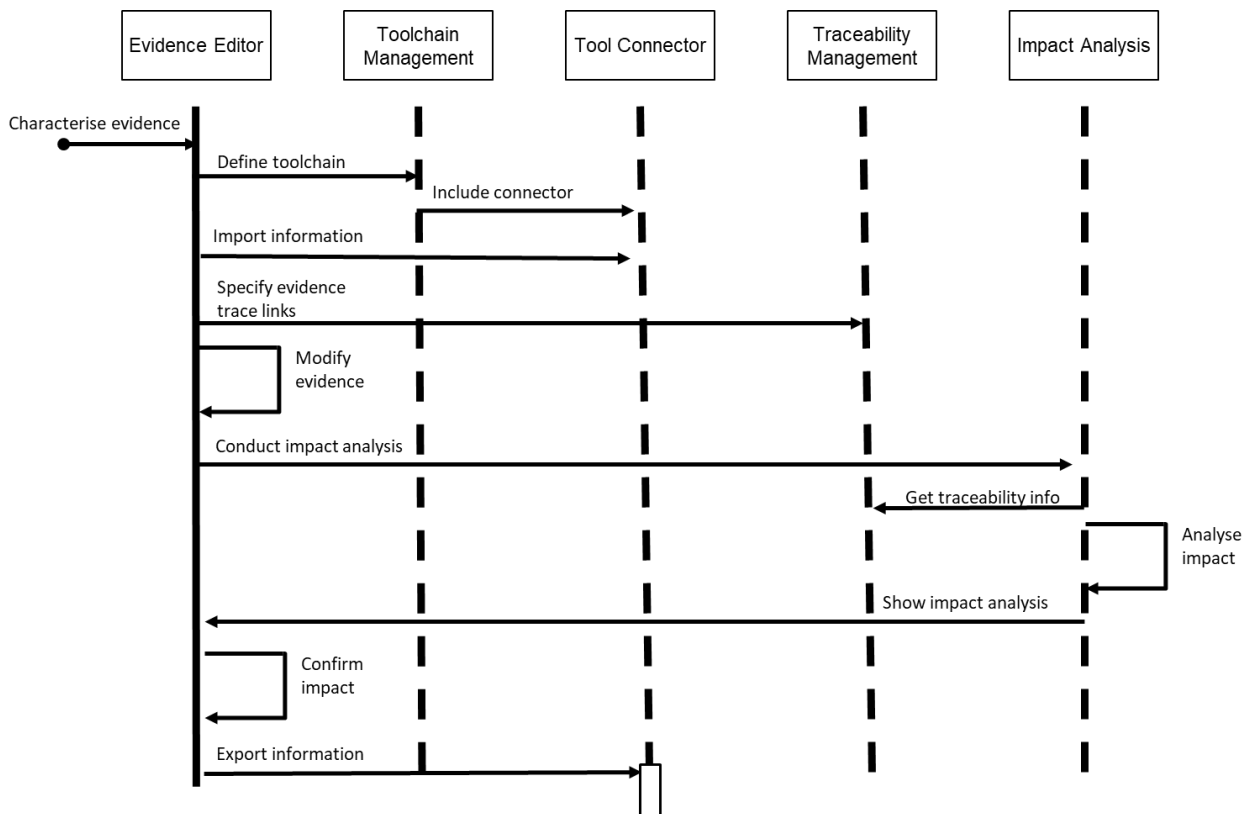 Evidence Editor
Toolchain
Management
Tool Connector
Traceability
Management
Impact Analysis
Characterise evidence
Define toolchain
Include connector
Import information
Specify evidence
trace links
Modify
evidence
Conduct impact analysis
Get traceability info
Analyse
impact
Show impact analysis
Confirm
impact
Export information